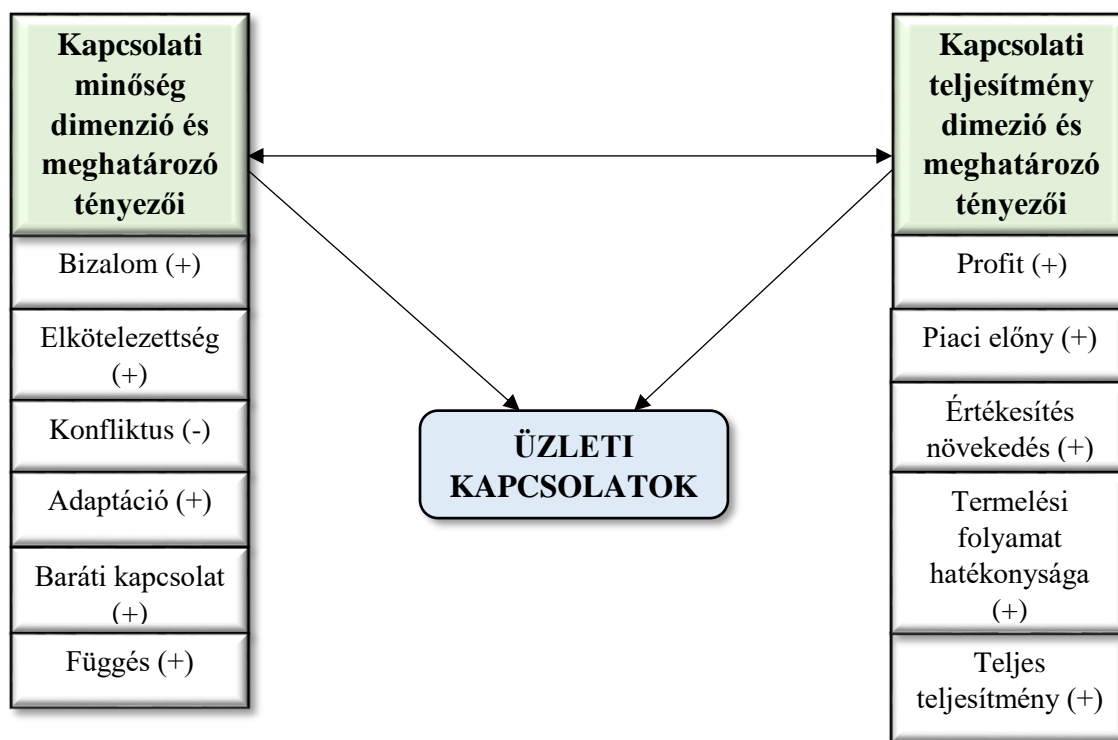 Kapcsolati
minőség
dimenzió és
meghatározó
tényezői
Bizalom (+)
Elkötelezettség
(+)
Konfliktus (-)
Adaptáció (+)
Baráti kapcsolat
(+)
Függés (+)
ÜZLETI
KAPCSOLATOK
Kapcsolati
teljesítmény
dimezió és
meghatározó
tényezői
Profit (+)
Piaci előny (+)
Értékesítés
növekedés (+)
Termelési
folyamat
hatékonysága
(+)
Teljes
teljesítmény (+)